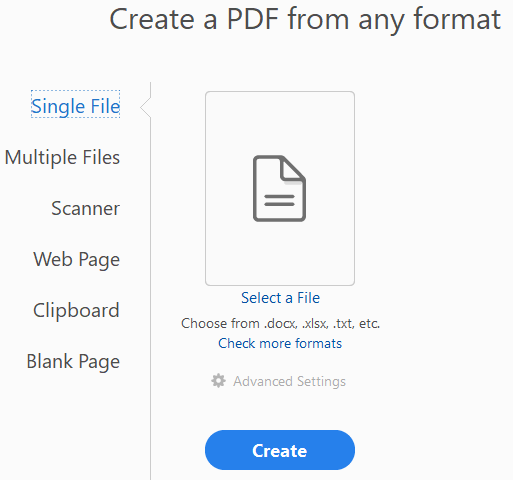 Create a PDF from any format
Single File
Multiple Files
Scanner
Web Page
Clipboard
Blank Page
Select a File
Choose from .docx, .xlsx, .txt, etc.
Check more formats
Advanced Settings
Create